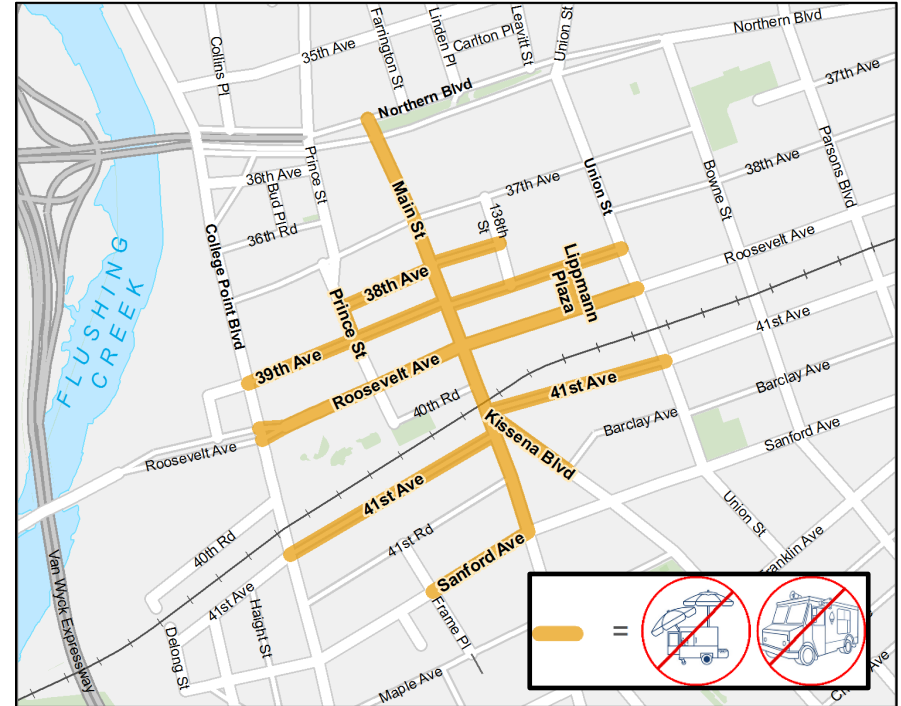 Northern Blvd
Leavitt St
Union St
Farrington St
Linden Pl
Carlton Pl
Collins Pl
35th Ave
37th Ave
Northern Blvd
Parsons Blvd
Prince St
36th Ave
Bud Pl
37th Ave
38th Ave
Union St
Bowne St
Main St
138th
St
36th Rd
College Point Blvd
Roosevelt Ave
FLUSHING
CREEK
38th Ave
Lippmann
Plaza
Prince St
39th Ave
41st Ave
Roosevelt Ave
41st Ave
Barclay Ave
40th Rd
Kissena Blvd
Barclay Ave
Sanford Ave
Roosevelt Ave
41st Ave
Union St
40th Rd
41st Rd
Sanford Ave
Franklin Ave
Van Wyck Expressway
41st Ave
Haight St
Frame Pl
Delong St
=
Maple Ave
Ave